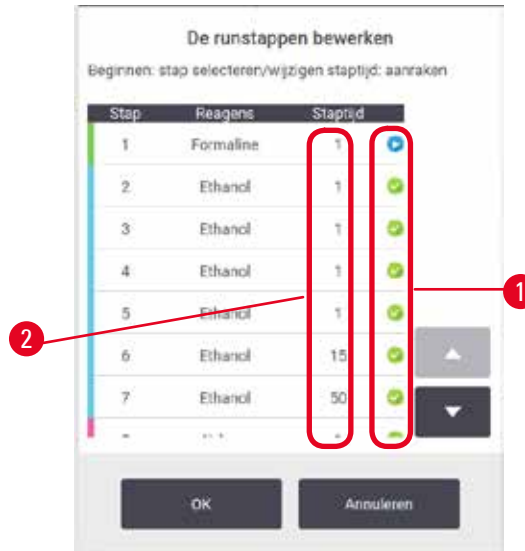 De runstappen bewerken
Beginnen: stap selecteren/wijzigen staptijd: aanraken
Stap Reagens Staptijd
1 Formaline 1
2 Ethanol 1
3 Ethanol 1
4 Ethanol 1
5 Ethanol 1
6 Ethanol 15
7 Ethanol 50
OK Annuleren
1
2